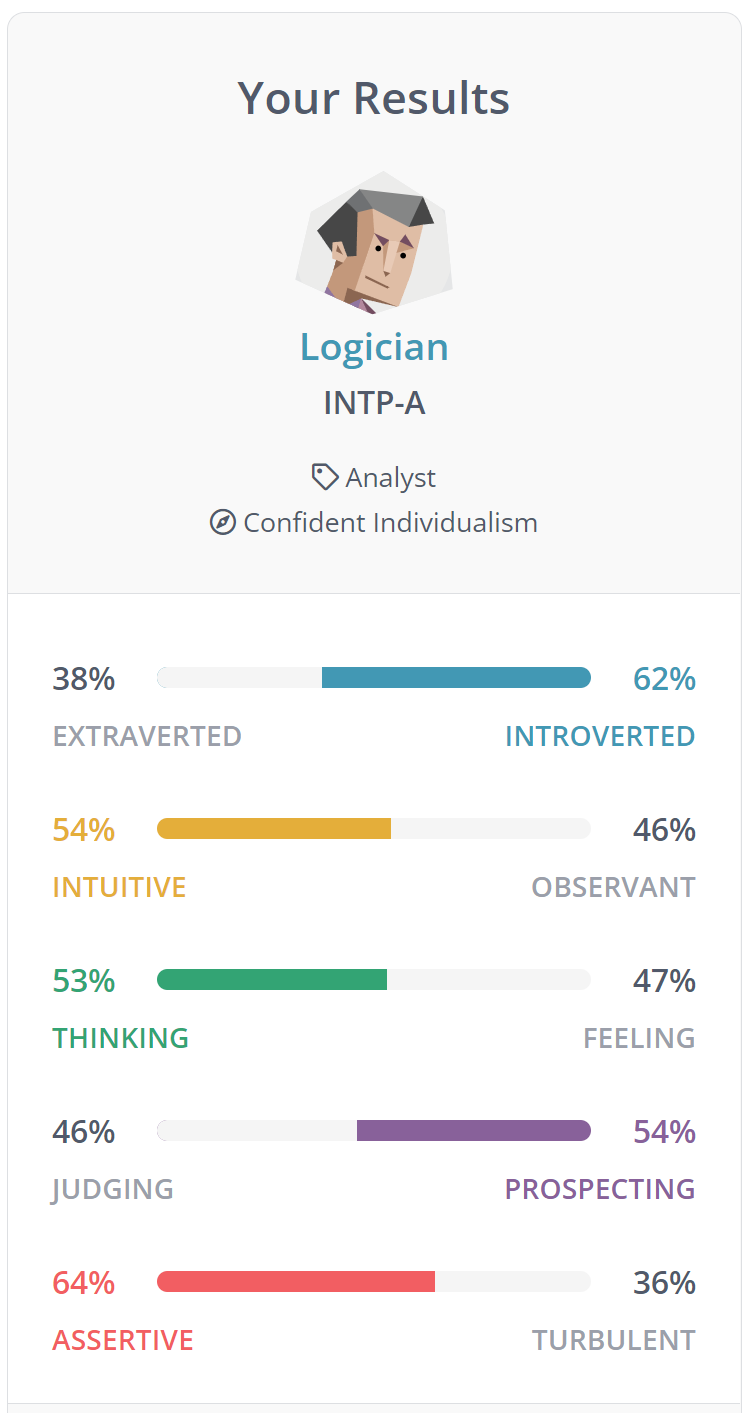 Your Results
Logician
INTP-A
Analyst
Confident Individualism
38% 62%
EXTRAVERTED INTROVERTED
54% 46%
INTUITIVE OBSERVANT
53% 47%
THINKING FEELING
46% 54%
JUDGING PROSPECTING
64% 36%
ASSERTIVE TURBULENT